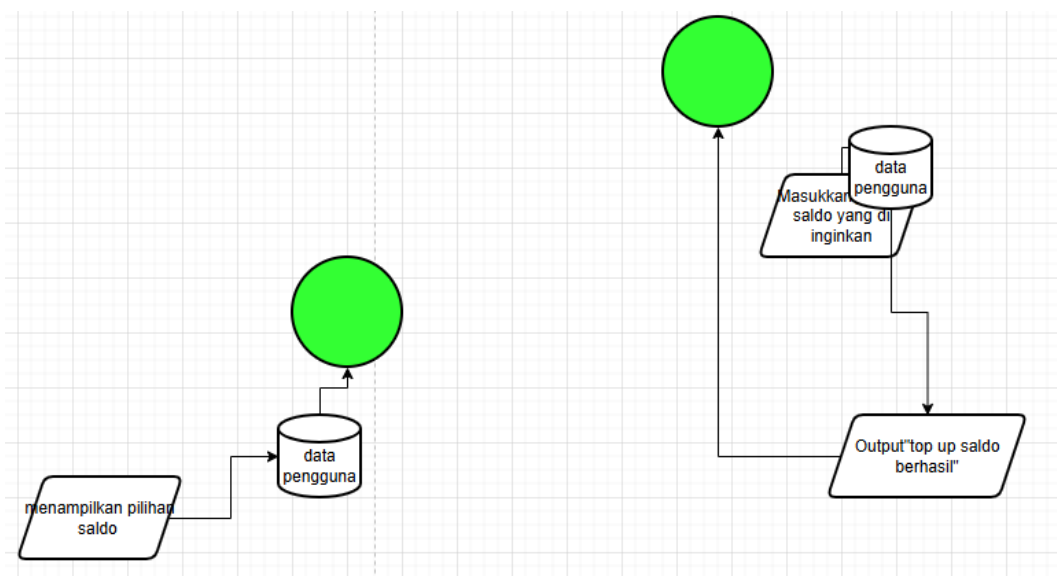 data
pengguna
Masukkan
saldo yang di
inginkan
data
pengguna
menampilkan pilihan
saldo
Output"top up saldo
berhasil"